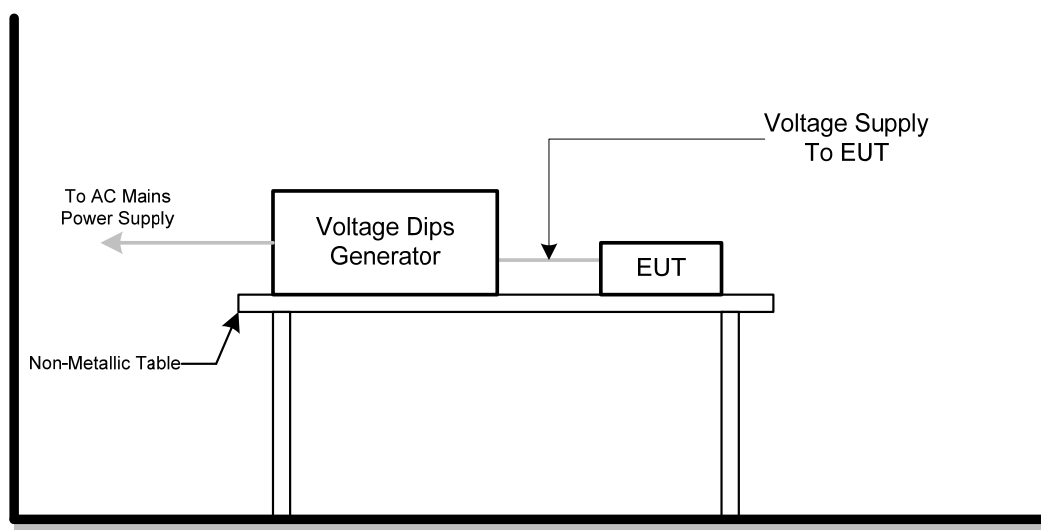 Voltage Supply
To EUT
To AC Mains
Power Supply
Voltage Dips
Generator
EUT
Non-Metallic Table